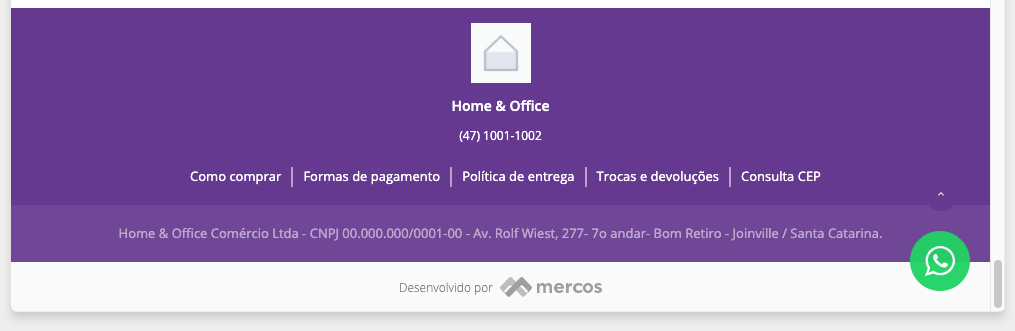 Home & Office
(47) 1001-1002
Como comprar Formas de pagamento Política de entrega Trocas e devoluções Consulta CEP
Home & Office Comércio Ltda - CNPJ 00.000.000/0001-00 - Av. Rolf Wiest, 277- 7o andar- Bom Retiro - Joinville / Santa Catarina.
Desenvolvido por mercos